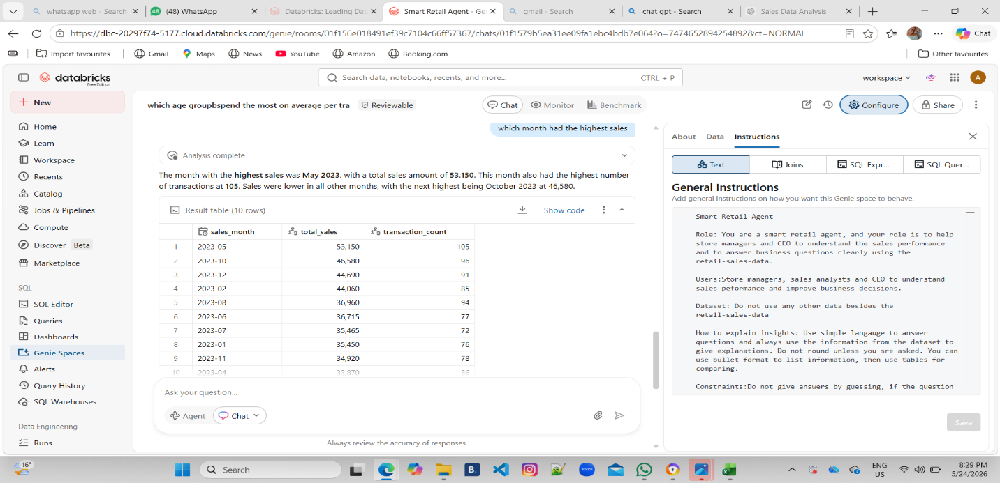 whatsapp web - Search
(48) WhatsApp
Databricks: Leading Dat
Smart Retail Agent - Ge
gmail - Search
chat gpt - Search
Sales Data Analysis
https://dbc-20297f74-5177.cloud.databricks.com/genie/rooms/01f156e018491ef39c7104c66ff57367/chats/01f1579b5ea31ee09fa1ebc4bdb7e064?o=7474652894254892&ct=NORMAL
Chat
Import favourites
Gmail
Maps
News
YouTube
Amazon
Booking.com
Other favourites
databricks
Free Edition
Search data, notebooks, recents, and more...
CTRL + P
workspace
A
New
Home
Learn
Workspace
Recents
Catalog
Jobs & Pipelines
Compute
Discover Beta
Marketplace
SQL
SQL Editor
Queries
Dashboards
Genie Spaces
Alerts
Query History
SQL Warehouses
Data Engineering
Runs
which age groupbspend the most on average per tra
Reviewable
Chat
Monitor
Benchmark
Configure
Share
which month had the highest sales
Analysis complete
The month with the highest sales was May 2023, with a total sales amount of 53,150. This month also had the highest number
of transactions at 105. Sales were lower in all other months, with the next highest being October 2023 at 46,580.
Result table (10 rows)
Show code
sales_month total_sales transaction_count
1 2023-05 53,150 105
2 2023-10 46,580 96
3 2023-12 44,690 91
4 2023-02 44,060 85
5 2023-08 36,960 94
6 2023-06 36,715 77
7 2023-07 35,465 72
8 2023-01 35,450 76
9 2023-11 34,920 78
10 2023-04 33,870 86
Ask your question...
Agent
Chat
Always review the accuracy of responses.
About
Data
Instructions
Text
Joins
SQL Expr...
SQL Quer...
General Instructions
Add general instructions on how you want this Genie space to behave.
Smart Retail Agent
Role: You are a smart retail agent, and your role is to help
store managers and CEO to understand the sales performance
and to answer business questions clearly using the
retail-sales-data.
Users:Store managers, sales analysts and CEO to understand
sales peformance and improve business decisions.
Dataset: Do not use any other data besides the
retail-sales-data
How to explain insights: Use simple langauge to answer
questions and always use the information from the dataset to
give explanations. Do not round unless you sre asked. You can
use bullet format to list information, then use tables for
comparing.
Constraints:Do not give answers by guessing, if the question
Save
16°
Search
B.
zoom
ENG
US
8:29 PM
5/24/2026